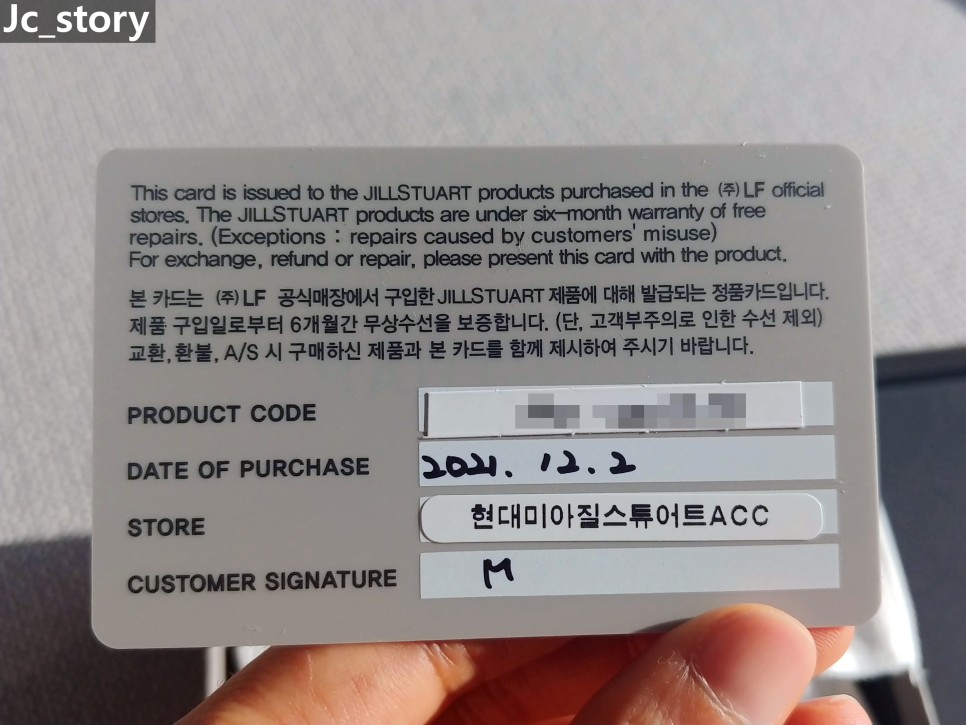 Jc_story
This card is issued to the JILLSTUART products purchased in the ㈜ LF official
stores. The JILLSTUART products are under six-month warranty of free
repairs. (Exceptions : repairs caused by customers' misuse)
For exchange, refund or repair, please present this card with the product.
본 카드는 ㈜ LF 공식매장에서 구입한 JILLSTUART 제품에 대해 발급되는 정품카드입니다.
제품 구입일로부터 6개월간 무상수선을 보증합니다. (단, 고객부주의로 인한 수선 제외)
교환, 환불, A/S 시 구매하신 제품과 본 카드를 함께 제시하여 주시기 바랍니다.
PRODUCT CODE
DATE OF PURCHASE 2021. 12. 2
STORE 현대미아질스튜어트ACC
CUSTOMER SIGNATURE M